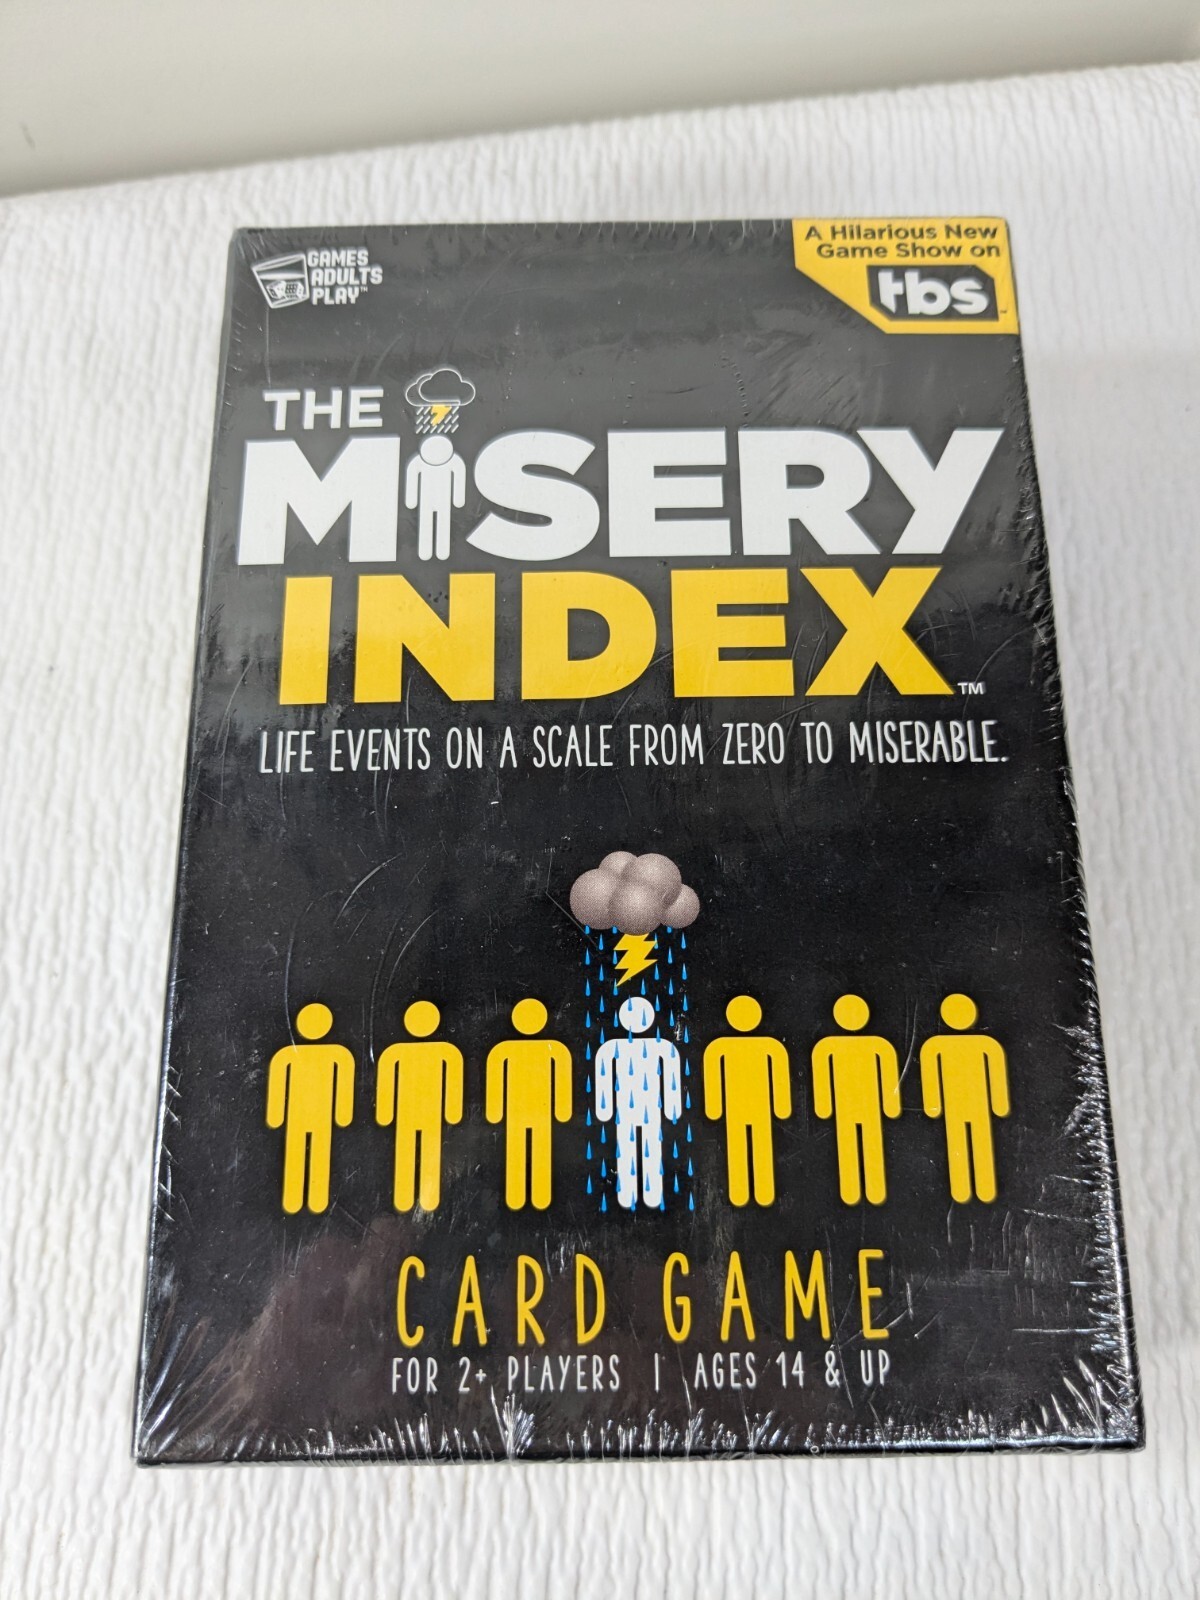 GAMES
ADULTS
PLAY™
A Hilarious New
Game Show on
tbs
THE
MISERY
INDEX™
LIFE EVENTS ON A SCALE FROM ZERO TO MISERABLE.
CARD GAME
FOR 2+ PLAYERS | AGES 14 & UP